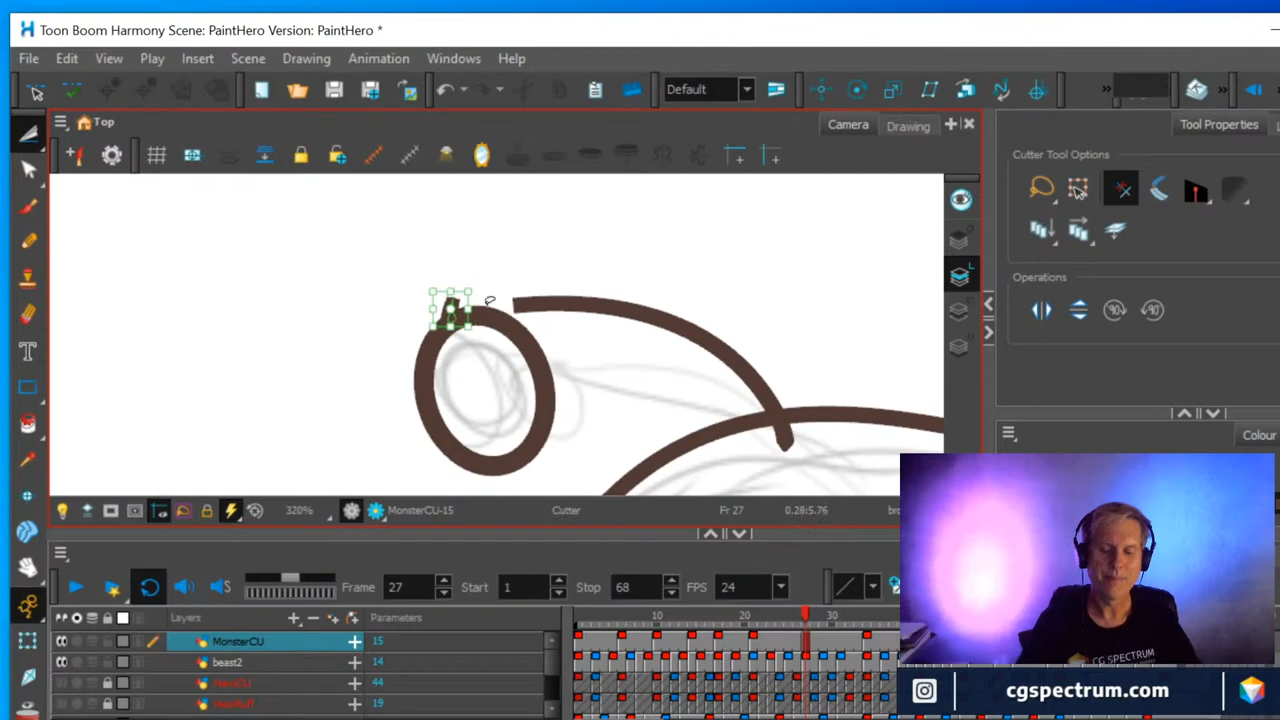 Toon Boom Harmony Scene: PaintHero Version: PaintHero *
File Edit View Play Insert Scene Drawing Animation Windows Help
Default
Top Camera Drawing Tool Properties
Cutter Tool Options
Operations
Colour
320% MonsterCU-15 Cutter Fr 27 0.28:5.76
Frame 27 Start 1 Stop 68 FPS 24
Layers Parameters 10 20 30
MonsterCU 15
beast2 14
44
19
CG SPECTRUM
cgspectrum.com